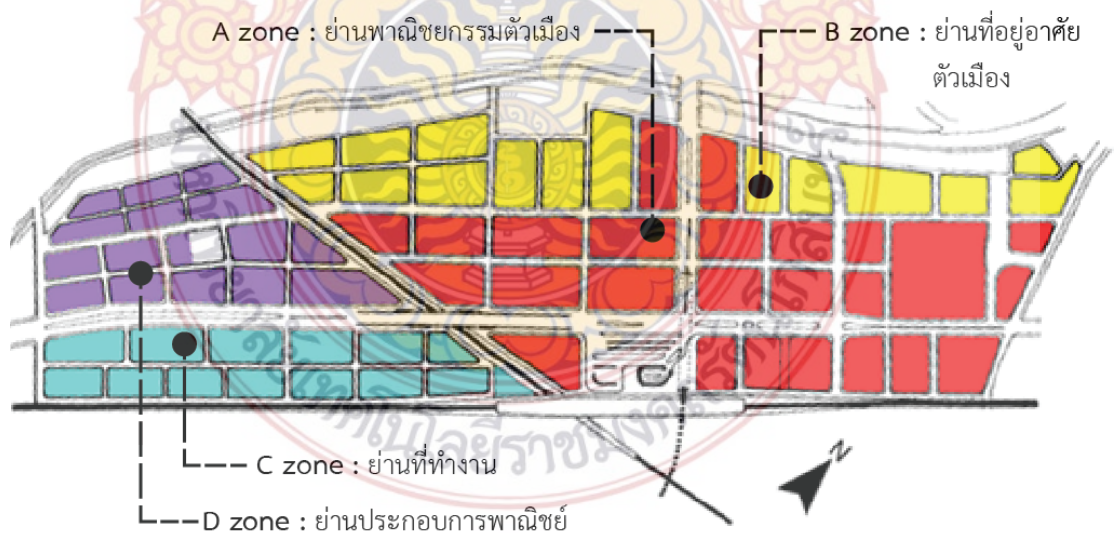 A zone : ย่านพาณิชยกรรมตัวเมือง
B zone : ย่านที่อยู่อาศัย
ตัวเมือง
C zone : ย่านที่ทำงาน
D zone : ย่านประกอบการพาณิชย์
N